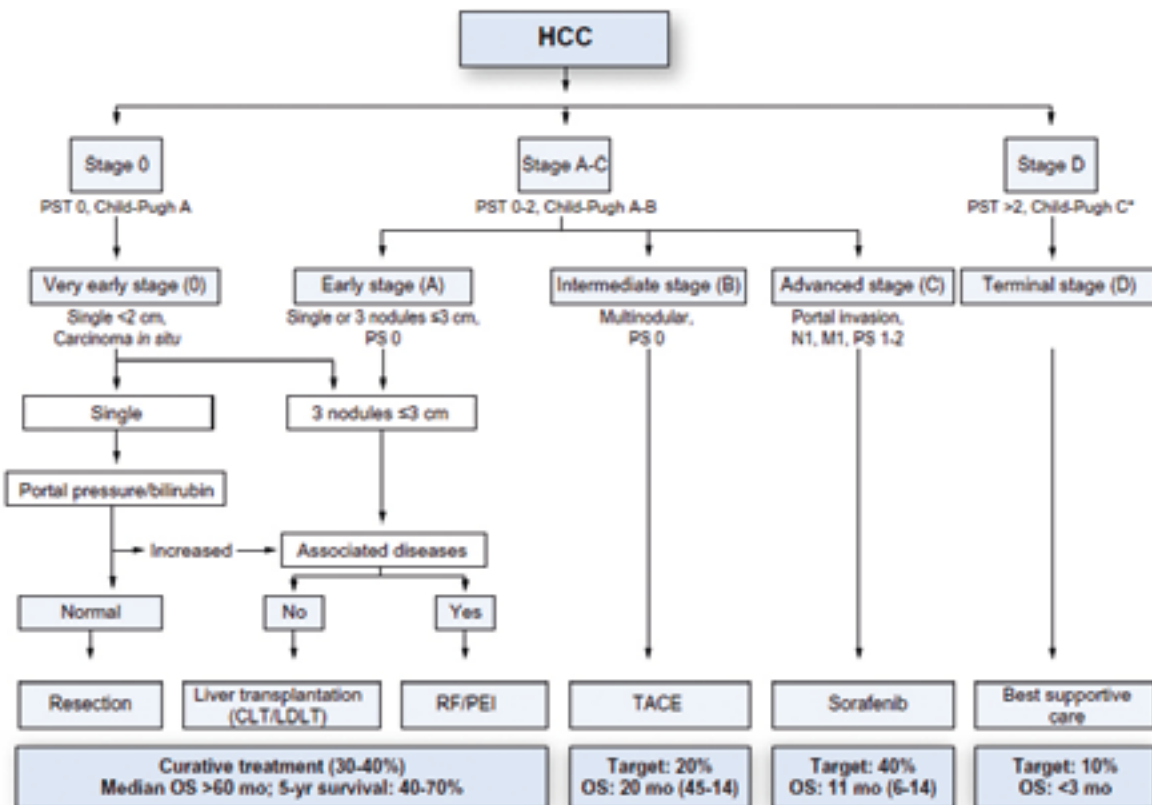 HCC
Stage 0
Stage A-C
Stage D
PST 0, Child-Pugh A
PST 0-2, Child-Pugh A-B
PST >2, Child-Pugh C*
Very early stage (0)
Early stage (A)
Intermediate stage (B)
Advanced stage (C)
Terminal stage (D)
Single <2 cm,
Carcinoma in situ
Single or 3 nodules ≤3 cm,
PS 0
Multinodular,
PS 0
Portal invasion,
N1, M1, PS 1-2
Single
3 nodules ≤3 cm
Portal pressure/bilirubin
Increased
Associated diseases
Normal
No
Yes
Resection
Liver transplantation
(CLT/LDLT)
RF/PEI
TACE
Sorafenib
Best supportive
care
Curative treatment (30-40%)
Median OS >60 mo; 5-yr survival: 40-70%
Target: 20%
OS: 20 mo (45-14)
Target: 40%
OS: 11 mo (6-14)
Target: 10%
OS: <3 mo